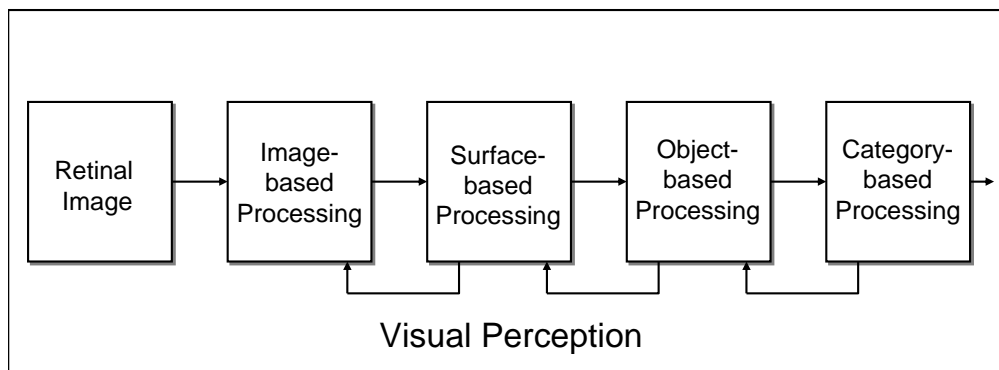 Retinal
Image
Image-
based
Processing
Surface-
based
Processing
Object-
based
Processing
Category-
based
Processing
Visual Perception